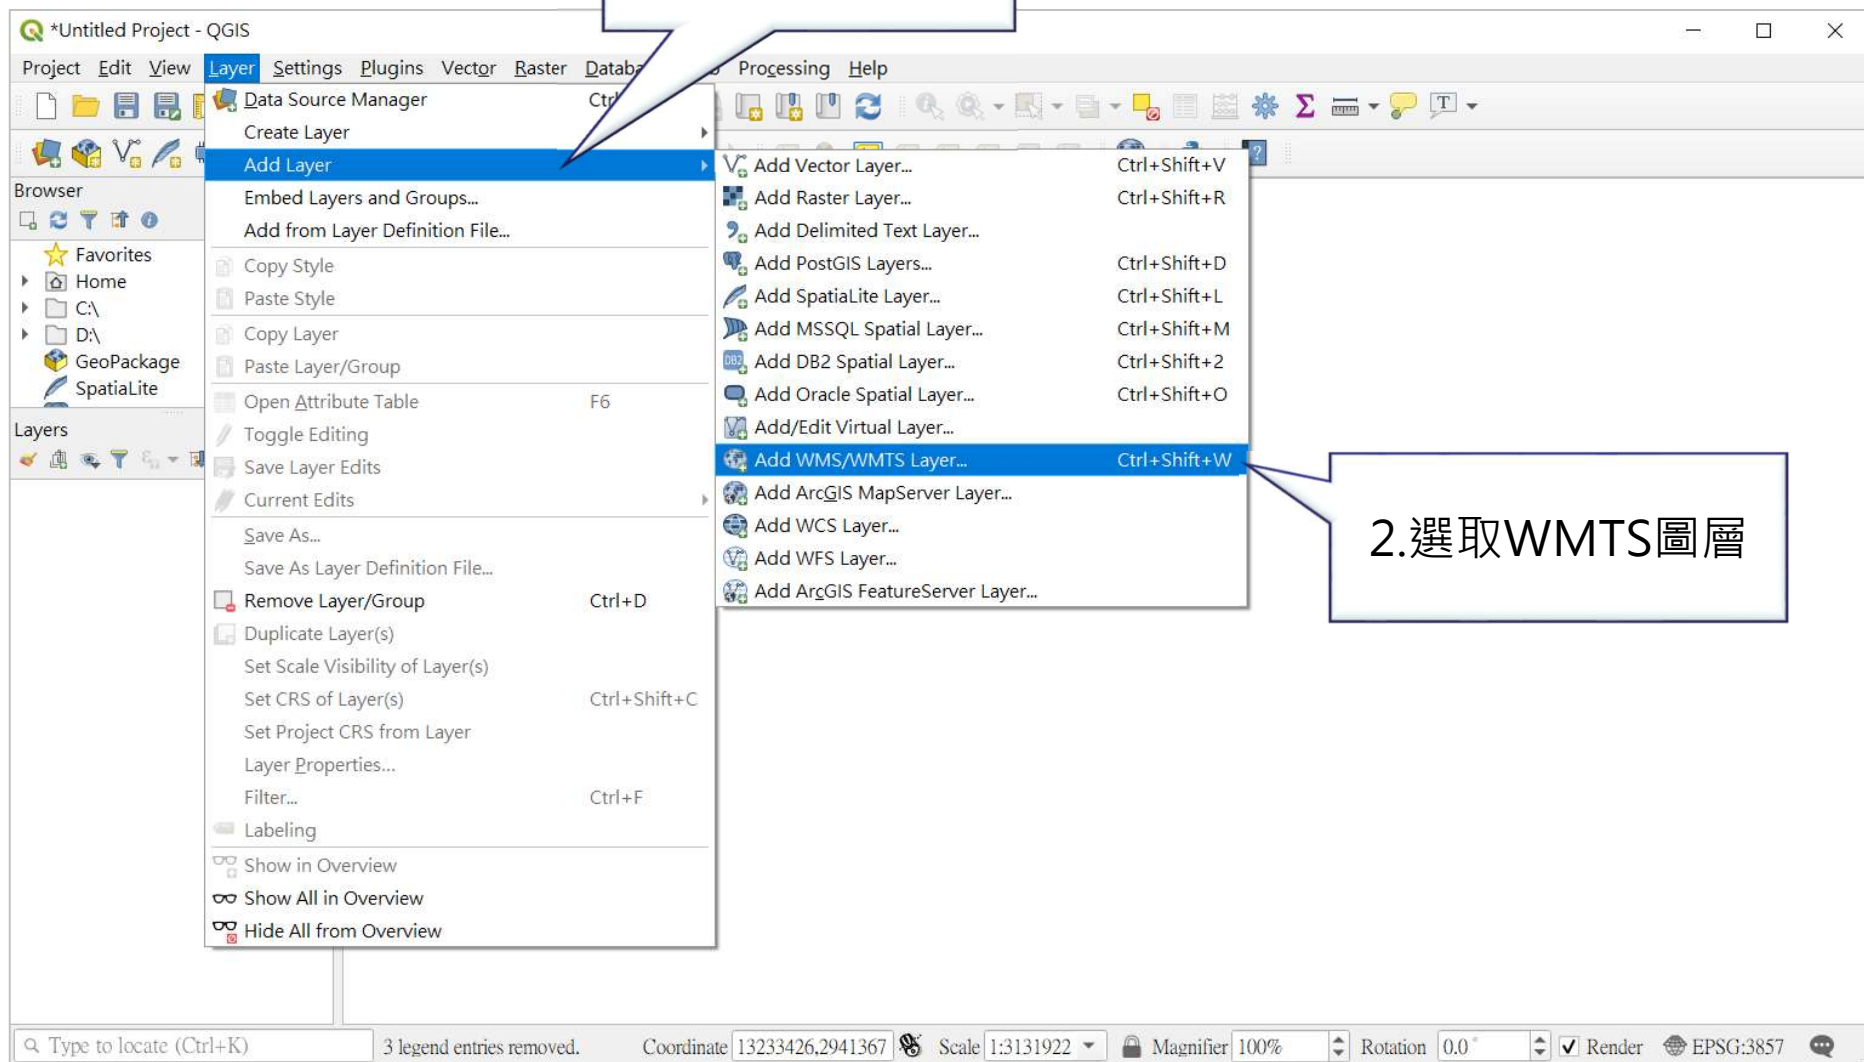 *Untitled Project - QGIS
Project Edit View Layer Settings Plugins Vector Raster Processing Help
Data Source Manager
Create Layer
Add Layer
Embed Layers and Groups...
Add from Layer Definition File...
Copy Style
Paste Style
Copy Layer
Paste Layer/Group
Open Attribute Table F6
Toggle Editing
Save Layer Edits
Current Edits
Save As...
Save As Layer Definition File...
Remove Layer/Group Ctrl+D
Duplicate Layer(s)
Set Scale Visibility of Layer(s)
Set CRS of Layer(s) Ctrl+Shift+C
Set Project CRS from Layer
Layer Properties...
Filter... Ctrl+F
Labeling
Show in Overview
Show All in Overview
Hide All from Overview
Add Vector Layer... Ctrl+Shift+V
Add Raster Layer... Ctrl+Shift+R
Add Delimited Text Layer...
Add PostGIS Layers... Ctrl+Shift+D
Add SpatiaLite Layer... Ctrl+Shift+L
Add MSSQL Spatial Layer... Ctrl+Shift+M
Add DB2 Spatial Layer... Ctrl+Shift+2
Add Oracle Spatial Layer... Ctrl+Shift+O
Add/Edit Virtual Layer...
Add WMS/WMTS Layer... Ctrl+Shift+W
Add ArcGIS MapServer Layer...
Add WCS Layer...
Add WFS Layer...
Add ArcGIS FeatureServer Layer...
2.選取WMTS圖層
Browser
Favorites
Home
C:\
D:\
GeoPackage
SpatiaLite
Layers
Type to locate (Ctrl+K) 3 legend entries removed. Coordinate 13233426,2941367 Scale 1:3131922 Magnifier 100% Rotation 0.0 ° Render EPSG:3857